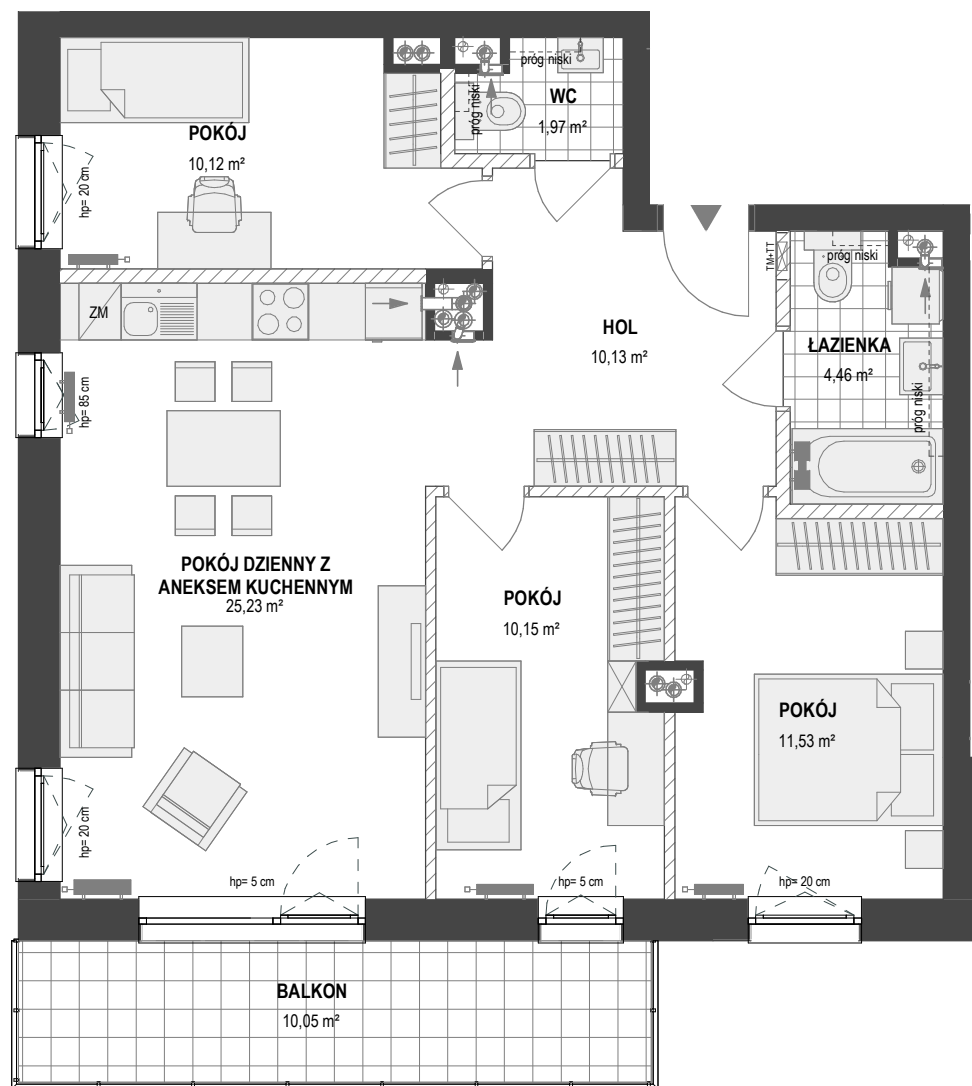 próg niski
WC
1,97 m²
próg niski
POKÓJ
10,12 m²
hp= 20 cm
TM+TT
próg niski
ZM
HOL
10,13 m²
ŁAZIENKA
4,46 m²
próg niski
hp= 85 cm
POKÓJ DZIENNY Z
ANEKSEM KUCHENNYM
25,23 m²
POKÓJ
10,15 m²
POKÓJ
11,53 m²
hp= 20 cm
hp= 5 cm
hp= 5 cm
hp= 20 cm
BALKON
10,05 m²